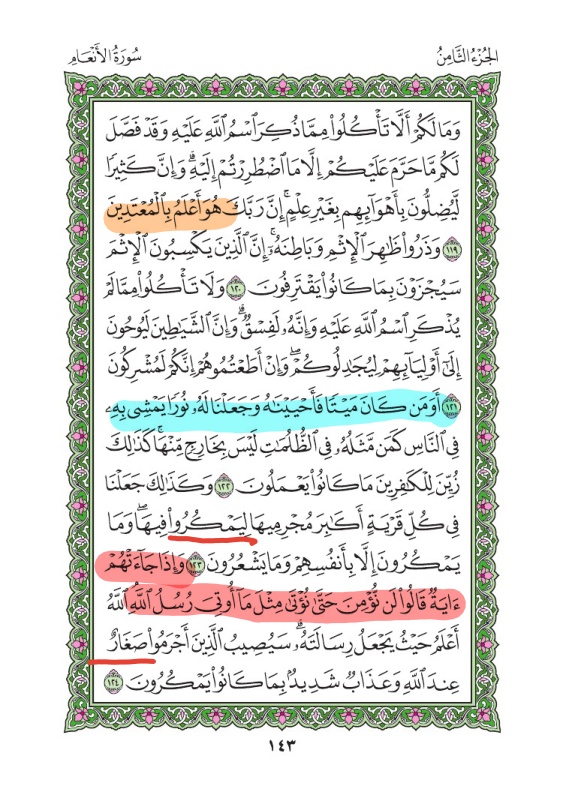 الجُزْءُ الثَّامِنُ
سُورَةُ الأَنْعَامِ
وَمَا لَكُمْ أَلَّا تَأْكُلُوا۟ مِمَّا ذُكِرَ ٱسْمُ ٱللَّهِ عَلَيْهِ وَقَدْ فَصَّلَ
لَكُم مَّا حَرَّمَ عَلَيْكُمْ إِلَّا مَا ٱضْطُرِرْتُمْ إِلَيْهِ ۗ وَإِنَّ كَثِيرًا
لَّيُضِلُّونَ بِأَهْوَآئِهِم بِغَيْرِ عِلْمٍ ۗ إِنَّ رَبَّكَ هُوَ أَعْلَمُ بِٱلْمُعْتَدِينَ
١١٩ وَذَرُوا۟ ظَٰهِرَ ٱلْإِثْمِ وَبَاطِنَهُۥٓ ۚ إِنَّ ٱلَّذِينَ يَكْسِبُونَ ٱلْإِثْمَ
سَيُجْزَوْنَ بِمَا كَانُوا۟ يَقْتَرِفُونَ ١٢٠ وَلَا تَأْكُلُوا۟ مِمَّا لَمْ
يُذْكَرِ ٱسْمُ ٱللَّهِ عَلَيْهِ وَإِنَّهُۥ لَفِسْقٌ ۗ وَإِنَّ ٱلشَّيَٰطِينَ لَيُوحُونَ
إِلَىٰٓ أَوْلِيَآئِهِمْ لِيُجَٰدِلُوكُمْ ۖ وَإِنْ أَطَعْتُمُوهُمْ إِنَّكُمْ لَمُشْرِكُونَ
١٢١ أَوَمَن كَانَ مَيْتًا فَأَحْيَيْنَٰهُ وَجَعَلْنَا لَهُۥ نُورًا يَمْشِى بِهِۦ
فِى ٱلنَّاسِ كَمَن مَّثَلُهُۥ فِى ٱلظُّلُمَٰتِ لَيْسَ بِخَارِجٍ مِّنْهَا ۚ كَذَٰلِكَ
زُيِّنَ لِلْكَٰفِرِينَ مَا كَانُوا۟ يَعْمَلُونَ ١٢٢ وَكَذَٰلِكَ جَعَلْنَا
فِى كُلِّ قَرْيَةٍ أَكَٰبِرَ مُجْرِمِيهَا لِيَمْكُرُوا۟ فِيهَا ۖ وَمَا
يَمْكُرُونَ إِلَّا بِأَنفُسِهِمْ وَمَا يَشْعُرُونَ ١٢٣ وَإِذَا جَآءَتْهُمْ
ءَايَةٌ قَالُوا۟ لَن نُّؤْمِنَ حَتَّىٰ نُؤْتَىٰ مِثْلَ مَآ أُوتِىَ رُسُلُ ٱللَّهِ ۘ ٱللَّهُ
أَعْلَمُ حَيْثُ يَجْعَلُ رِسَالَتَهُۥ ۗ سَيُصِيبُ ٱلَّذِينَ أَجْرَمُوا۟ صَغَارٌ
عِندَ ٱللَّهِ وَعَذَابٌ شَدِيدٌۢ بِمَا كَانُوا۟ يَمْكُرُونَ ١٢٤
١٤٣